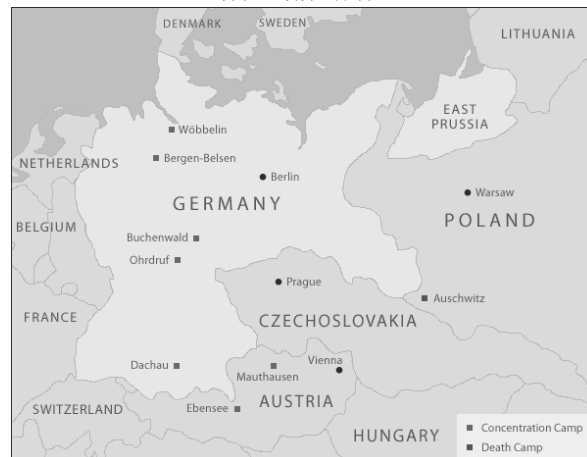 DENMARK
SWEDEN
LITHUANIA
EAST
PRUSSIA
Wöbbelin
Bergen-Belsen
NETHERLANDS
Berlin
Warsaw
GERMANY
POLAND
BELGIUM
Buchenwald
Ohrdruf
Prague
Auschwitz
FRANCE
CZECHOSLOVAKIA
Dachau
Vienna
Mauthausen
SWITZERLAND
Ebensee
AUSTRIA
HUNGARY
Concentration Camp
Death Camp